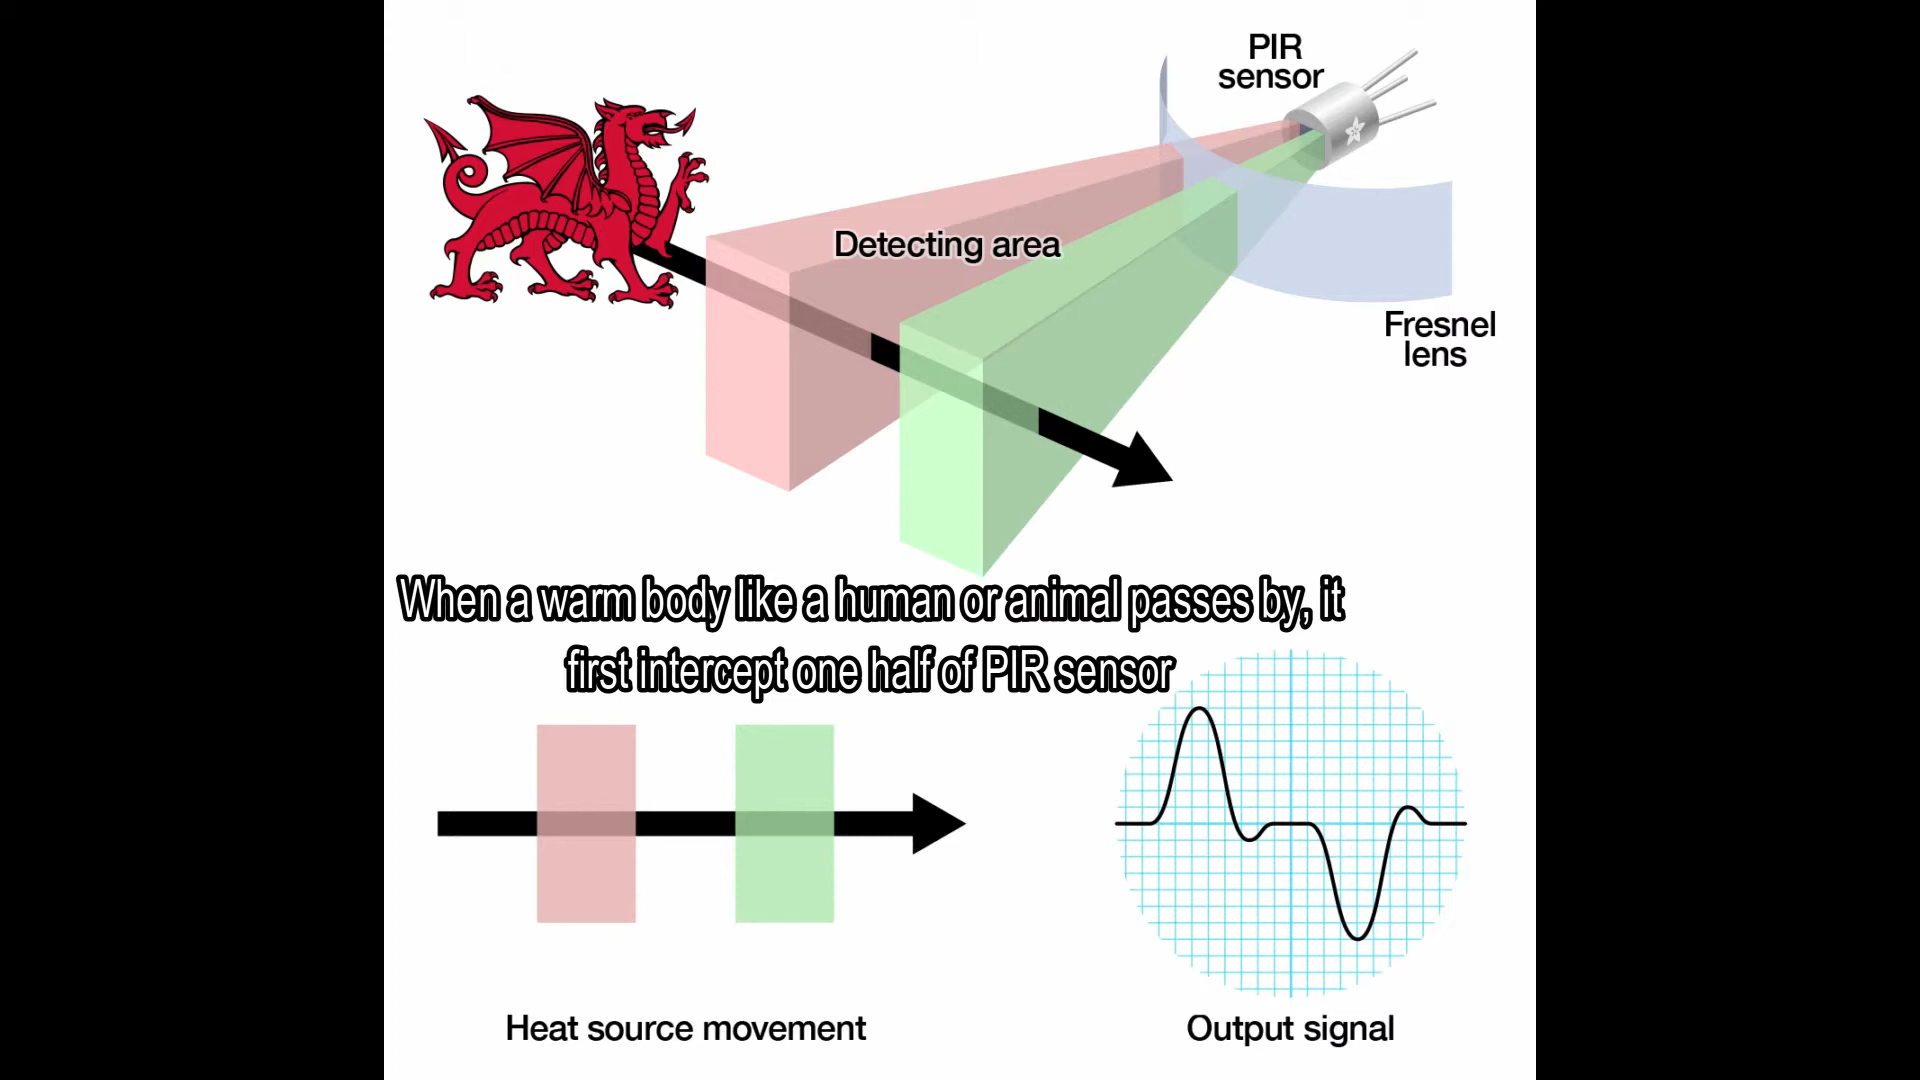 PIR
sensor
Detecting area
Fresnel
lens
When a warm body like a human or animal passes by, it
first intercept one half of PIR sensor
Heat source movement
Output signal